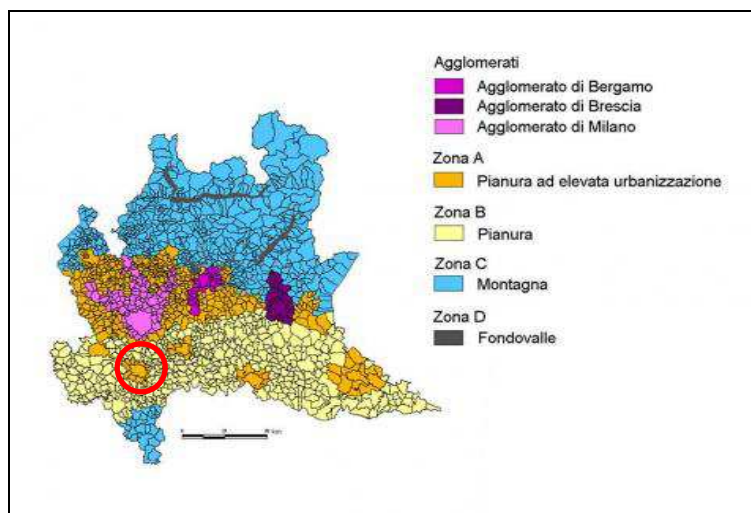 Agglomerati
Agglomerato di Bergamo
Agglomerato di Brescia
Agglomerato di Milano
Zona A
Pianura ad elevata urbanizzazione
Zona B
Pianura
Zona C
Montagna
Zona D
Fondovalle